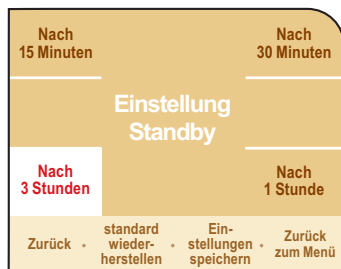 Nach
15 Minuten
Nach
30 Minuten
Einstellung
Standby
Nach
3 Stunden
Nach
1 Stunde
Zurück
standard
wieder-
herstellen
Ein-
stellungen
speichern
Zurück
zum Menü